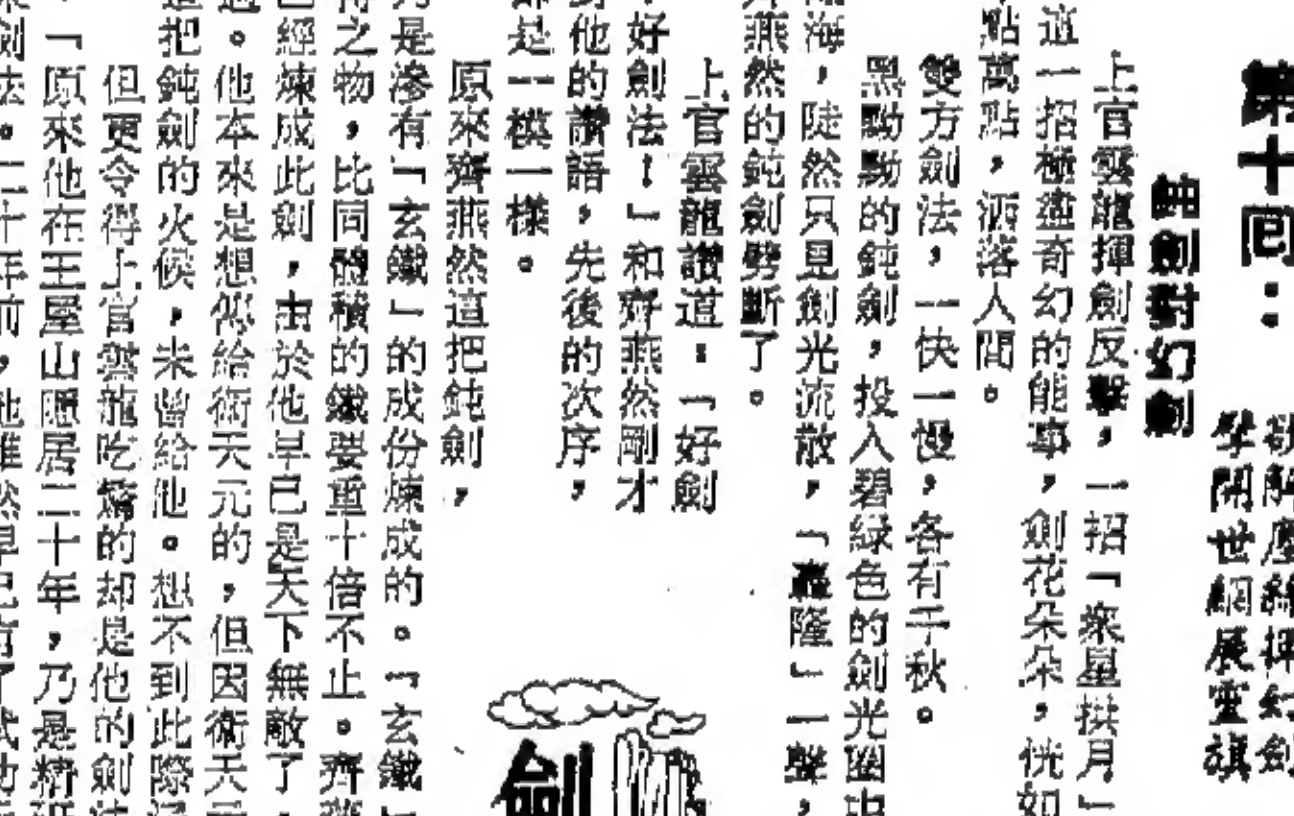 第十回：
欲解塵絲揮幻劍
擘開世網展靈旗
鈍劍對幻劍
上官雲龍揮劍反擊，一招「眾星拱月」
這一招極盡奇幻的能事，劍花朵朵，恍如
點萬點，洒落人間。
雙方劍法，一快一慢，各有千秋。
黑黝黝的鈍劍，投入碧綠色的劍光圈中
海，陡然只見劍光流散，「轟隆」一聲，
齊燕然的鈍劍劈斷了。
上官雲龍讚道：「好劍
好劍法！」和齊燕然剛才
對他的讚語，先後的次序，
都是一模一樣。
原來齊燕然這把鈍劍，
乃是滲有「玄鐵」的成份煉成的。「玄鐵」
得之物，比同體積的鐵要重十倍不止。齊燕
已經煉成此劍，由於他早已是天下無敵了，
過。他本來是想傳給衛天元的，但因衛天元
這把鈍劍的火候，未曾給他。想不到此際
但更令得上官雲龍吃驚的却是他的劍法
「原來他在王屋山隱居二十年，乃是精研
劍法。二十年前，他雖然早已有了武功
劍